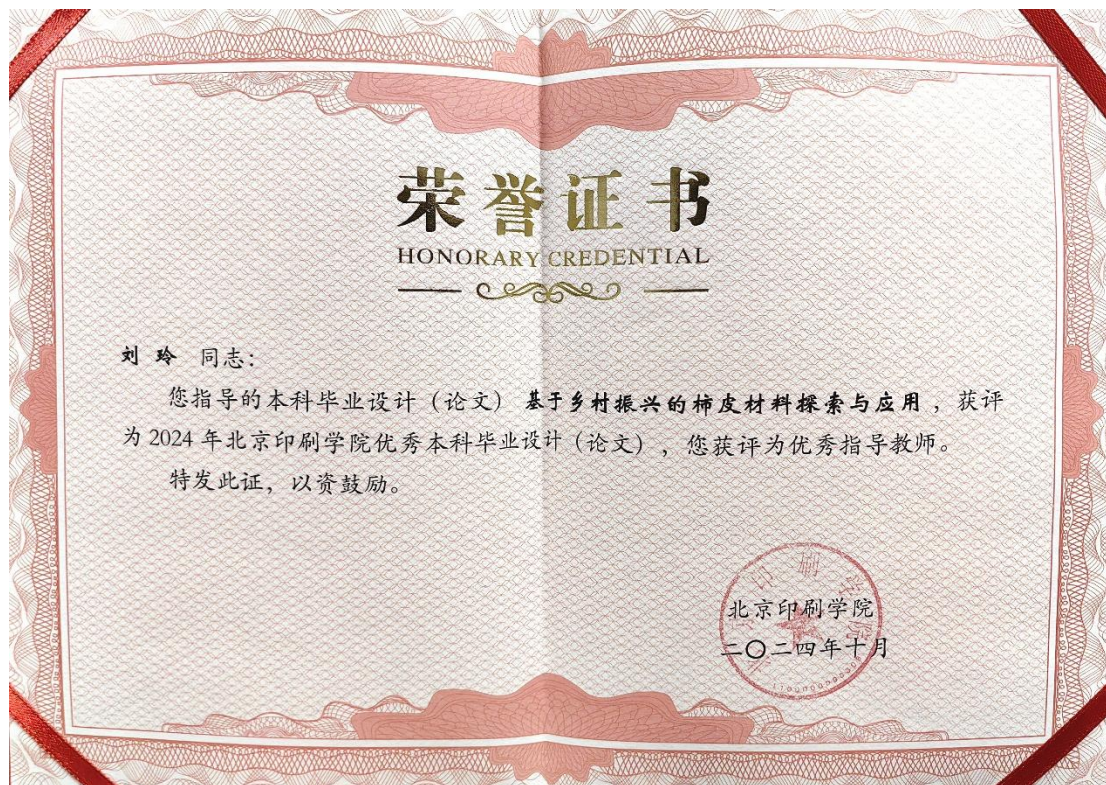 荣誉证书
HONORARY CREDENTIAL
刘 玲 同志：
您指导的本科毕业设计（论文） 基于乡村振兴的柿皮材料探索与应用 ，获评
为 2024 年北京印刷学院优秀本科毕业设计（论文），您获评为优秀指导教师。
特发此证，以资鼓励。
北京印刷学院
二〇二四年十月